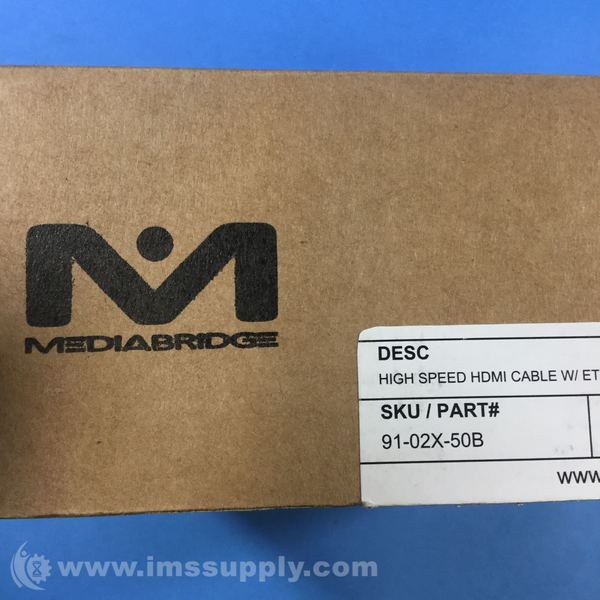 MEDIABRIDGE
DESC
HIGH SPEED HDMI CABLE W/ ET
SKU / PART#
91-02X-50B
WWW.
www.imssupply.com